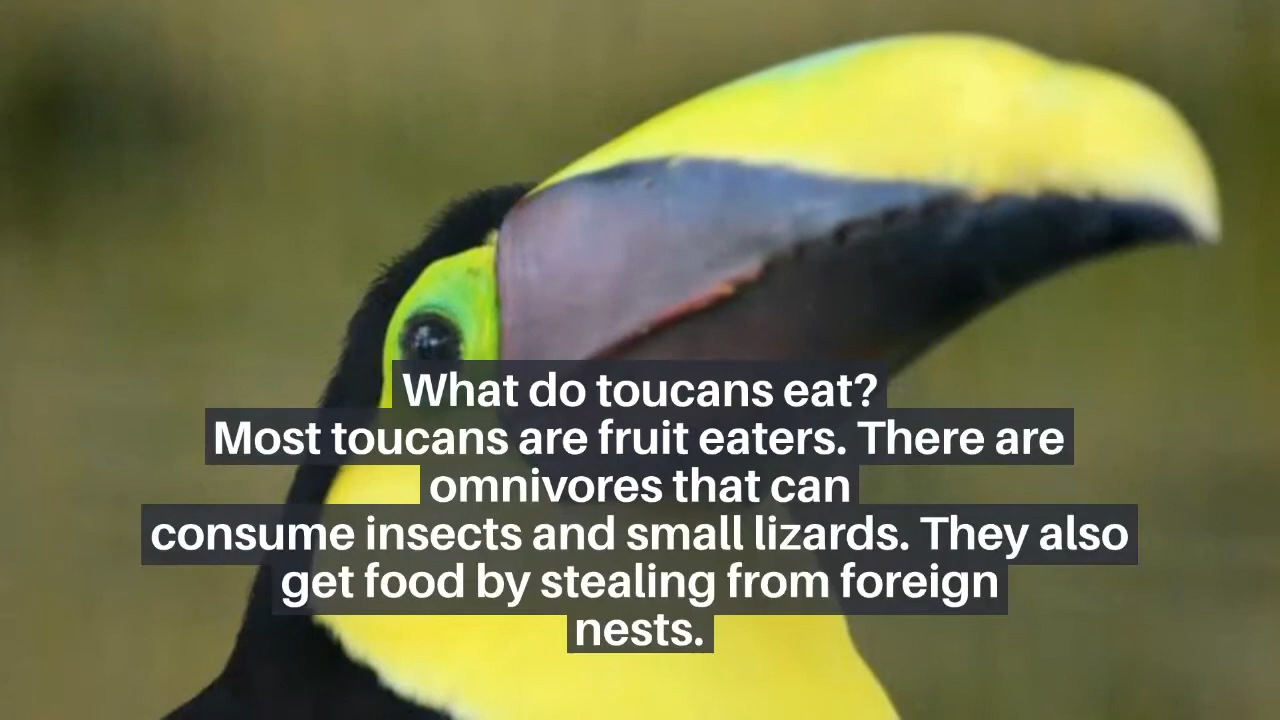 What do toucans eat?
Most toucans are fruit eaters. There are
omnivores that can
consume insects and small lizards. They also
get food by stealing from foreign
nests.